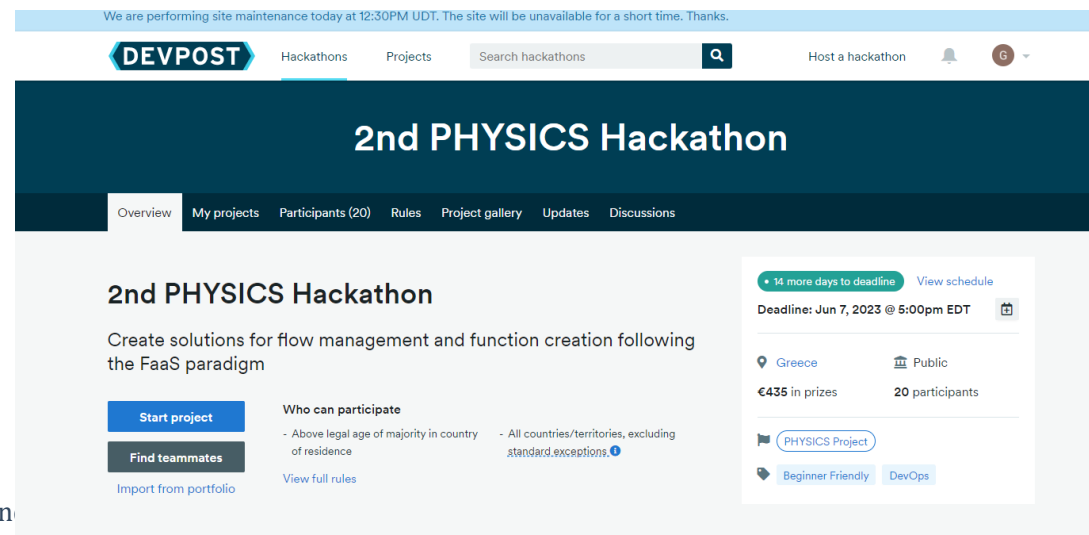 We are performing site maintenance today at 12:30PM UDT. The site will be unavailable for a short time. Thanks.
DEVPOST
Hackathons
Projects
Search hackathons
Host a hackathon
G
2nd PHYSICS Hackathon
Overview
My projects
Participants (20)
Rules
Project gallery
Updates
Discussions
2nd PHYSICS Hackathon
Create solutions for flow management and function creation following
the FaaS paradigm
Start project
Find teammates
Import from portfolio
Who can participate
- Above legal age of majority in country
of residence
- All countries/territories, excluding
standard exceptions
View full rules
• 14 more days to deadline
View schedule
Deadline: Jun 7, 2023 @ 5:00pm EDT
Greece
Public
€435 in prizes
20 participants
PHYSICS Project
Beginner Friendly
DevOps